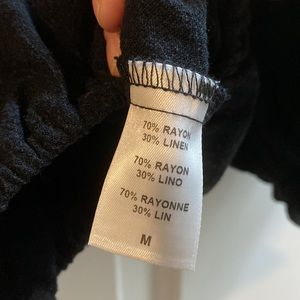 70% RAYON
30% LINEN
70% RAYON
30% LINO
70% RAYONNE
30% LIN
M